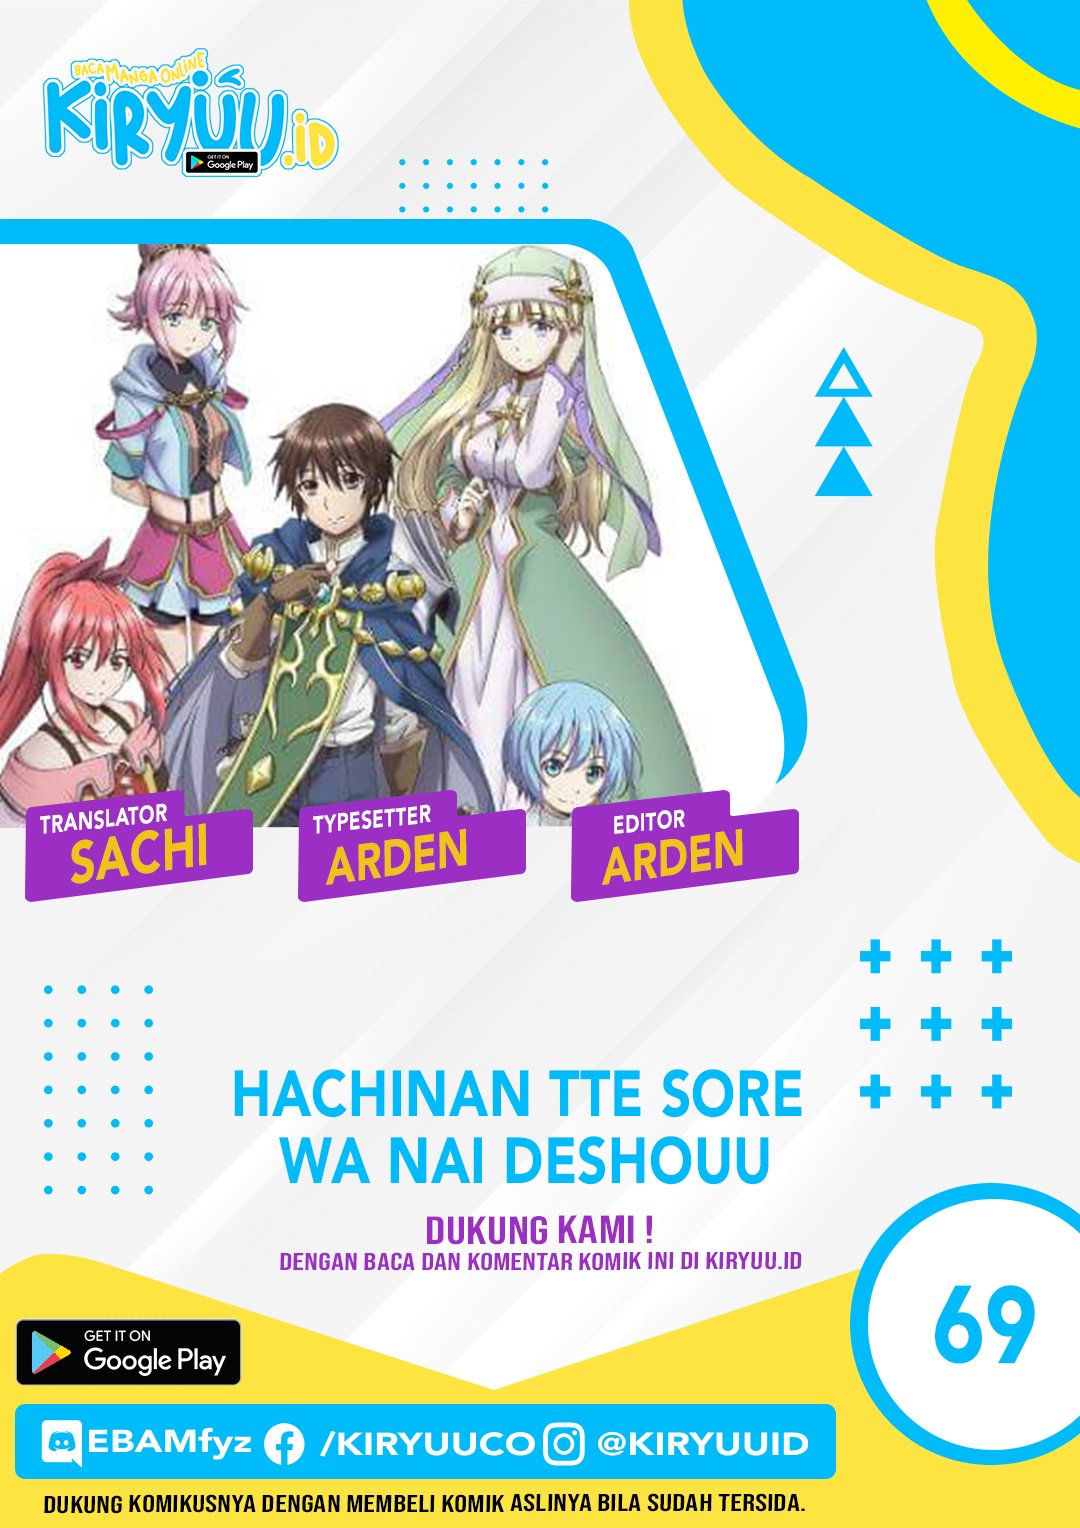 BACA MANGA ONLINE
KIRYUU.ID
GET IT ON
Google Play
TRANSLATOR
SACHI
TYPESETTER
ARDEN
EDITOR
ARDEN
HACHINAN TTE SORE
WA NAI DESHOUU
DUKUNG KAMI !
DENGAN BACA DAN KOMENTAR KOMIK INI DI KIRYUU.ID
69
GET IT ON
Google Play
EBAMfyz /KIRYUUCO @KIRYUUID
DUKUNG KOMIKUSNYA DENGAN MEMBELI KOMIK ASLINYA BILA SUDAH TERSIDA.